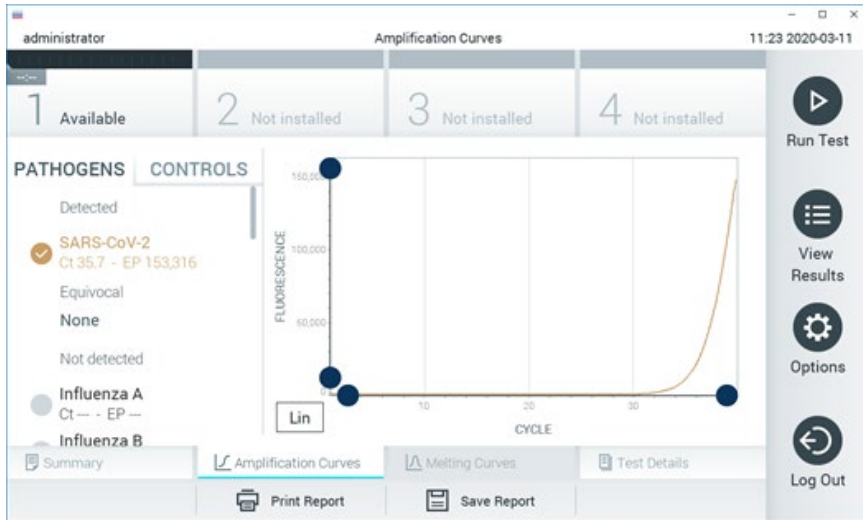 administrator
Amplification Curves
11:23 2020-03-11
--:--
1 Available
2 Not installed
3 Not installed
4 Not installed
Run Test
PATHOGENS
CONTROLS
Detected
SARS-CoV-2
Ct 35.7 - EP 153,316
Equivocal
None
Not detected
Influenza A
Ct --- - EP ---
Influenza B
FLUORESCENCE
100,000
50,000
0
10
20
30
CYCLE
Lin
View
Results
Options
Log Out
Summary
Amplification Curves
Melting Curves
Test Details
Print Report
Save Report